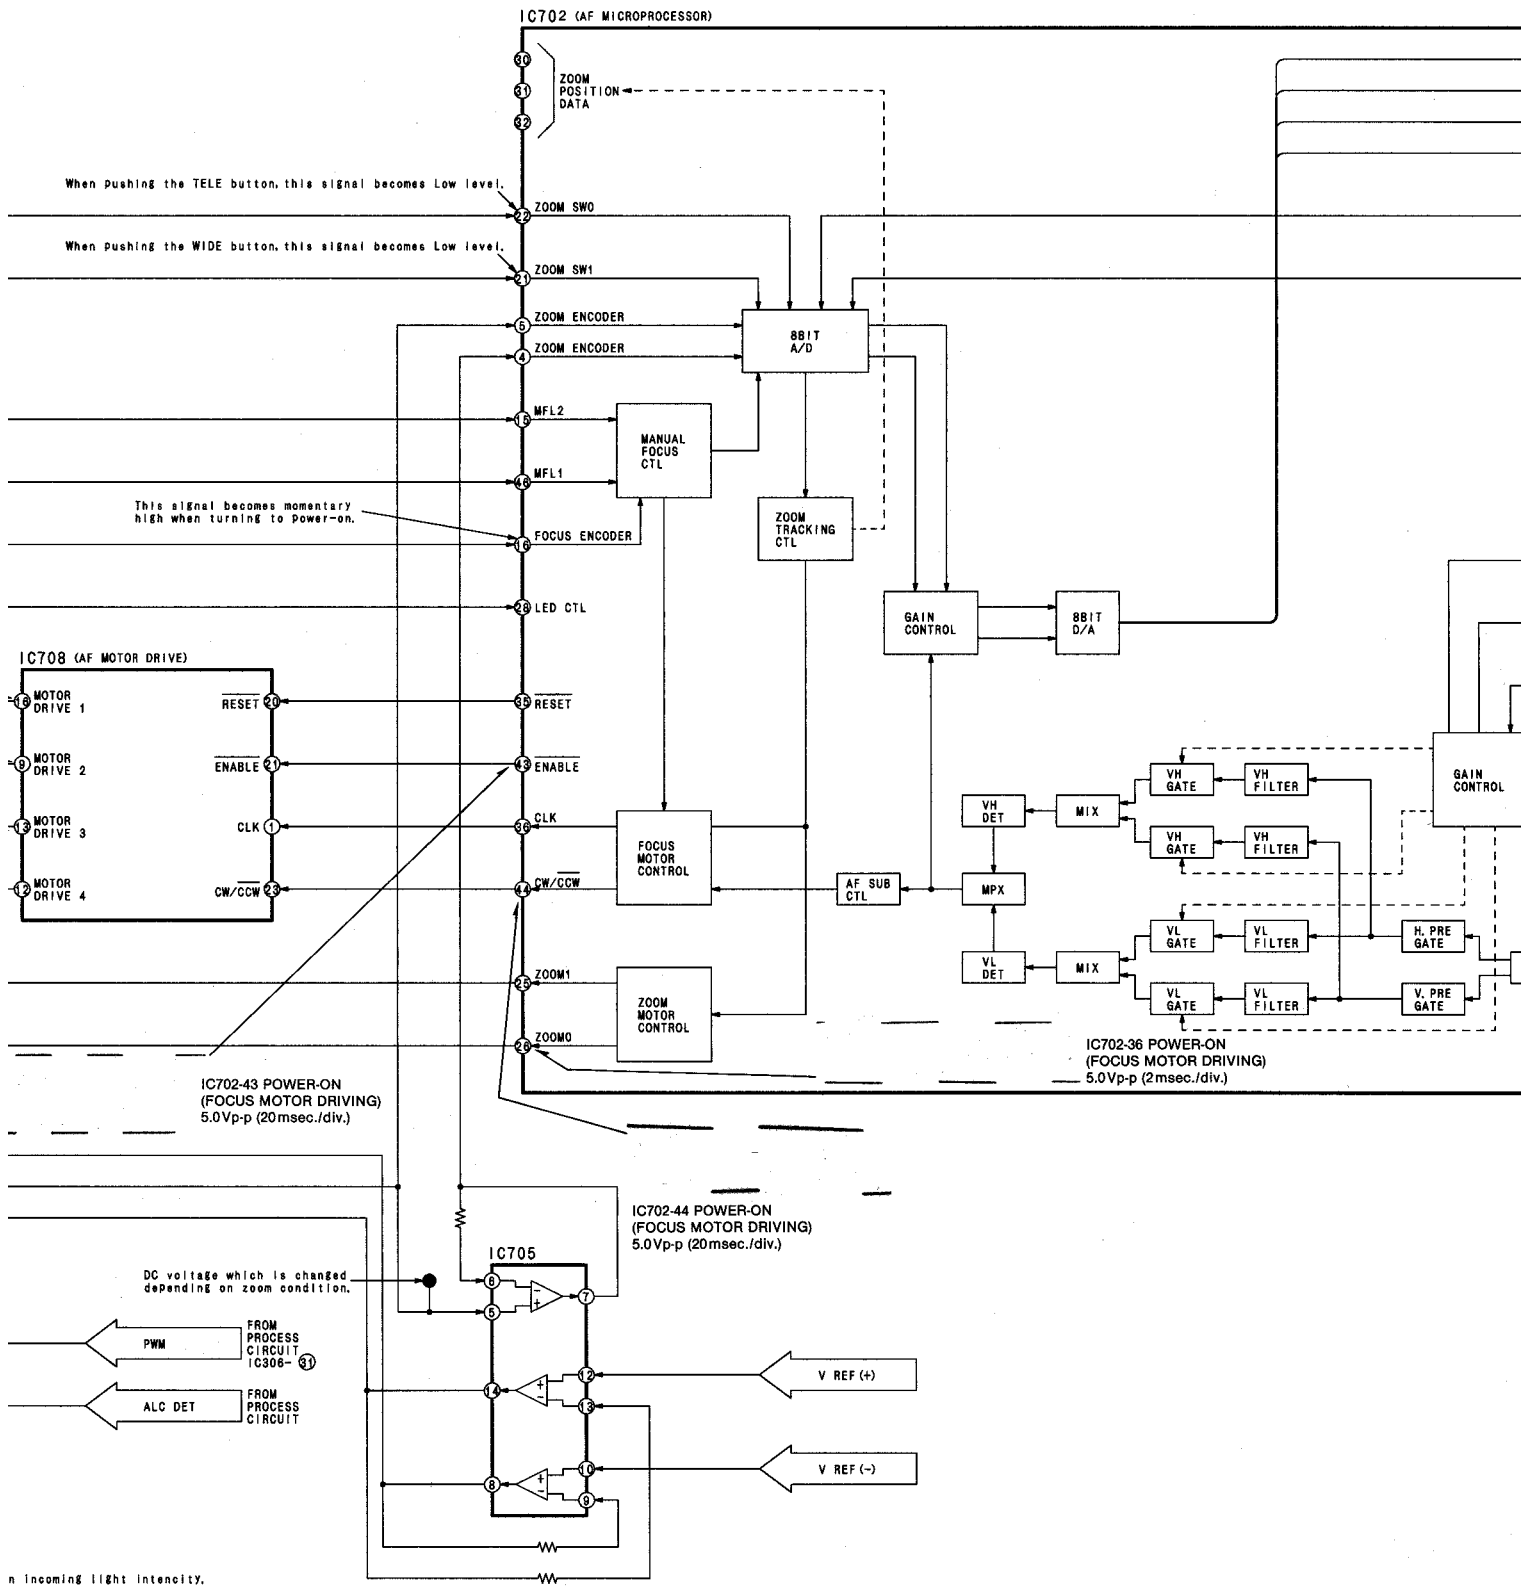 IC702 (AF MICROPROCESSOR)
30
31
32
ZOOM
POSITION
DATA
When pushing the TELE button, this signal becomes Low level.
22
ZOOM SW0
When pushing the WIDE button, this signal becomes Low level.
21
ZOOM SW1
5
ZOOM ENCODER
4
ZOOM ENCODER
8BIT
A/D
15
MFL2
46
MFL1
MANUAL
FOCUS
CTL
This signal becomes momentary
high when turning to power-on.
16
FOCUS ENCODER
ZOOM
TRACKING
CTL
28
LED CTL
GAIN
CONTROL
8BIT
D/A
IC708 (AF MOTOR DRIVE)
16
MOTOR
DRIVE 1
RESET
20
35
RESET
9
MOTOR
DRIVE 2
ENABLE
21
43
ENABLE
13
MOTOR
DRIVE 3
CLK
1
36
CLK
12
MOTOR
DRIVE 4
CW/CCW
23
44
CW/CCW
FOCUS
MOTOR
CONTROL
AF SUB
CTL
MPX
VH
DET
MIX
VH
GATE
VH
FILTER
VH
GATE
VH
FILTER
GAIN
CONTROL
VL
DET
MIX
VL
GATE
VL
FILTER
H. PRE
GATE
VL
GATE
VL
FILTER
V. PRE
GATE
25
ZOOM1
26
ZOOM0
ZOOM
MOTOR
CONTROL
IC702-36 POWER-ON
(FOCUS MOTOR DRIVING)
5.0Vp-p (2msec./div.)
IC702-43 POWER-ON
(FOCUS MOTOR DRIVING)
5.0Vp-p (20msec./div.)
IC702-44 POWER-ON
(FOCUS MOTOR DRIVING)
5.0Vp-p (20msec./div.)
IC705
DC voltage which is changed
depending on zoom condition.
6
-
+
5
7
PWM
FROM
PROCESS
CIRCUIT
IC306- 31
ALC DET
FROM
PROCESS
CIRCUIT
14
+
-
12
13
V REF (+)
8
+
-
10
9
V REF (-)
n incoming light intencity.